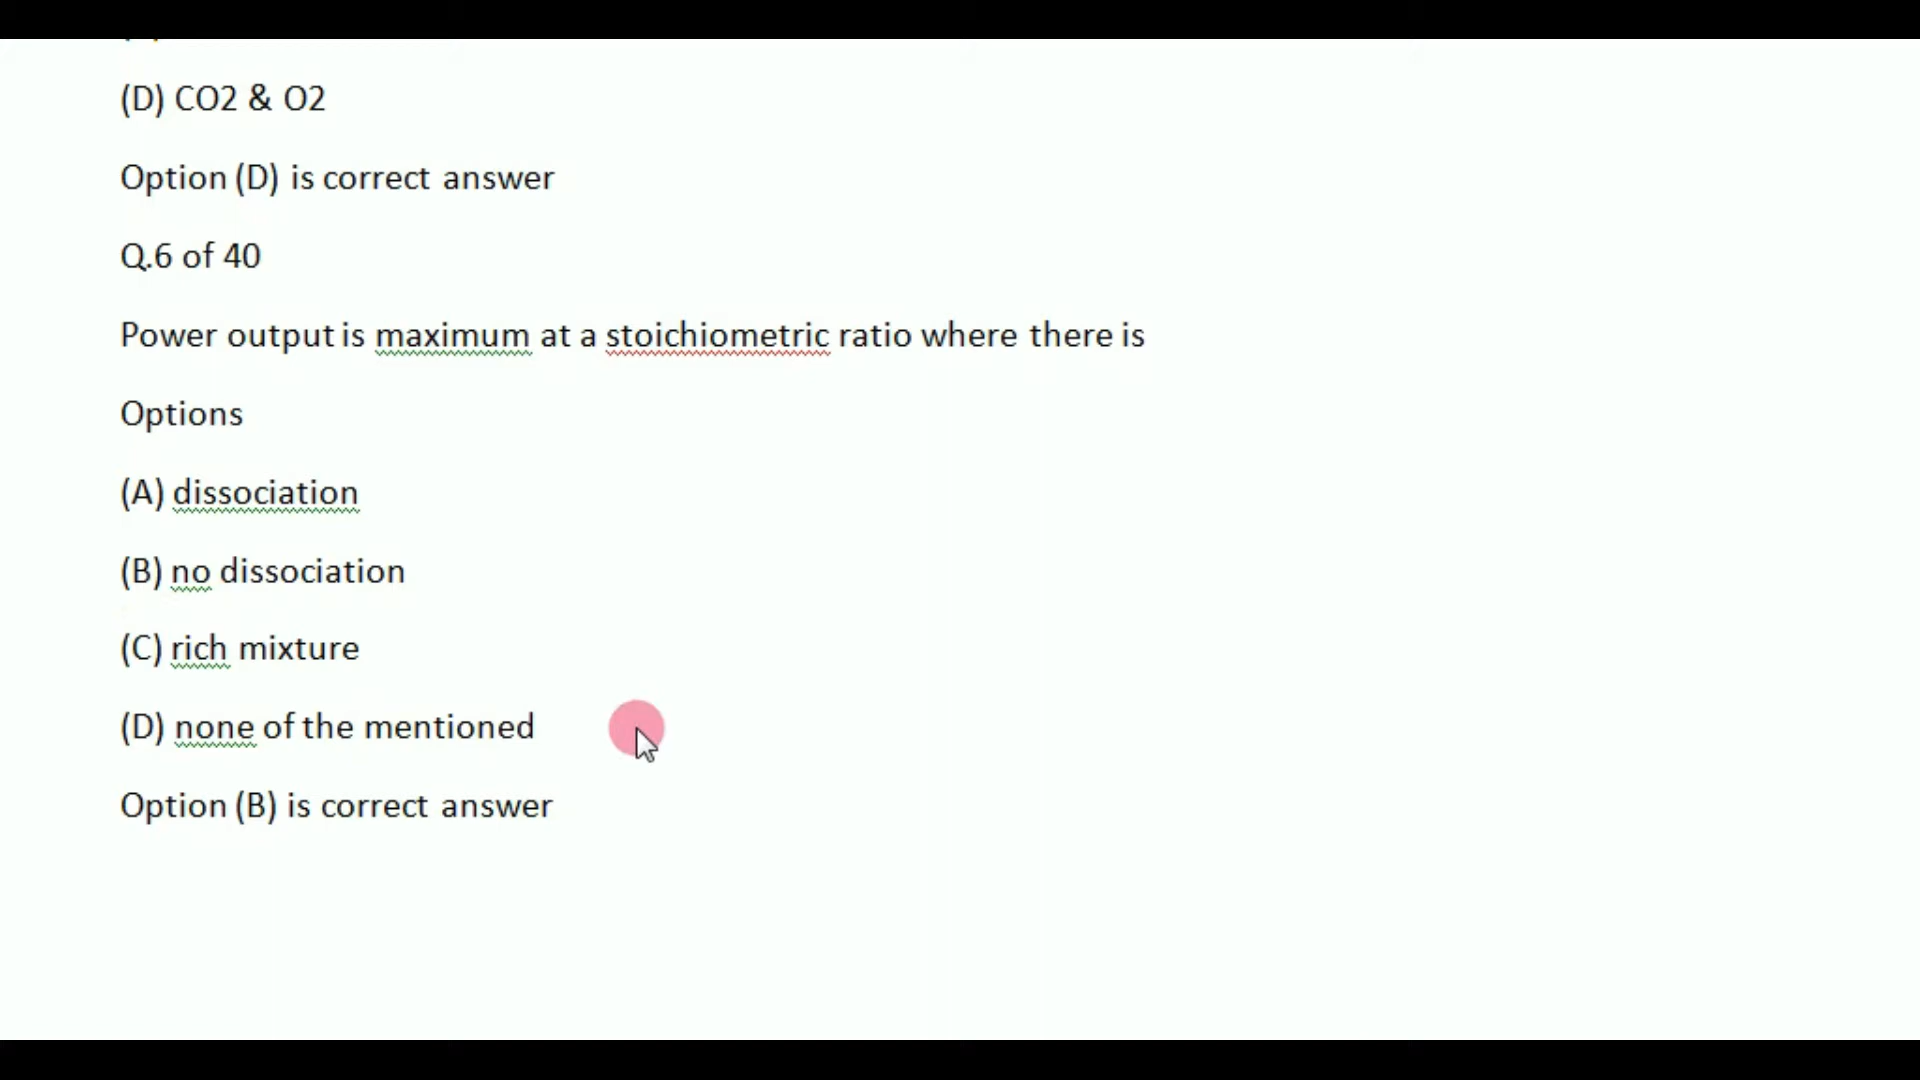 (D) CO2 & O2
Option (D) is correct answer
Q.6 of 40
Power output is maximum at a stoichiometric ratio where there is
Options
(A) dissociation
(B) no dissociation
(C) rich mixture
(D) none of the mentioned
Option (B) is correct answer